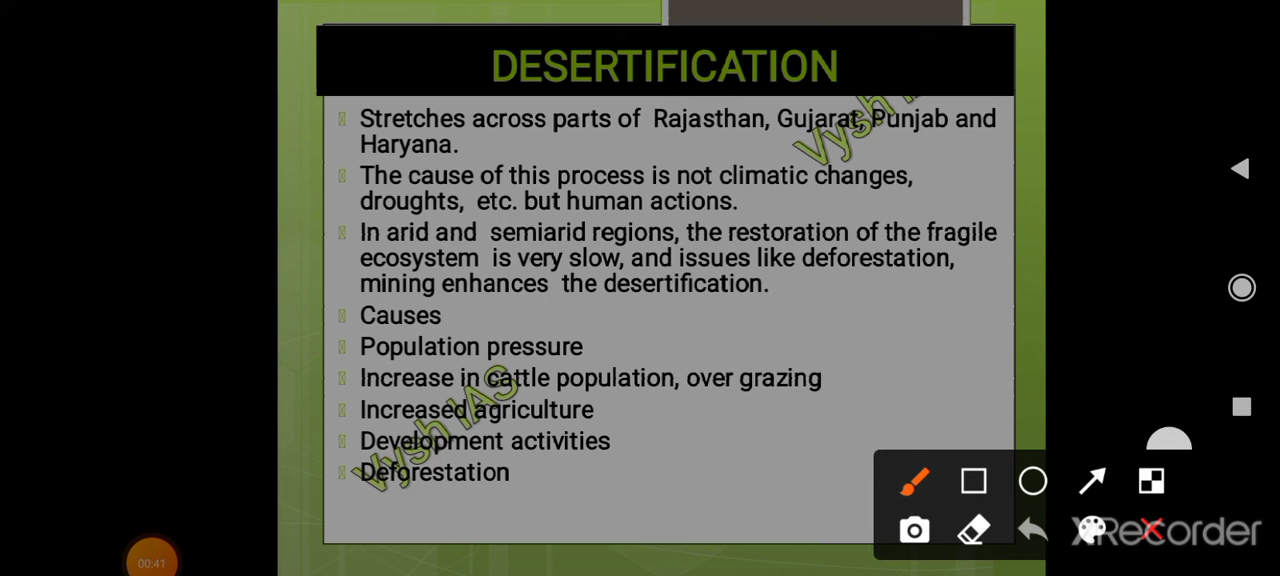 DESERTIFICATION
Stretches across parts of Rajasthan, Gujarat, Punjab and
Haryana.
The cause of this process is not climatic changes,
droughts, etc. but human actions.
In arid and semiarid regions, the restoration of the fragile
ecosystem is very slow, and issues like deforestation,
mining enhances the desertification.
Causes
Population pressure
Increase in cattle population, over grazing
Increased agriculture
Development activities
Deforestation
Vysh IAS
Vysh
XRecorder
00:41